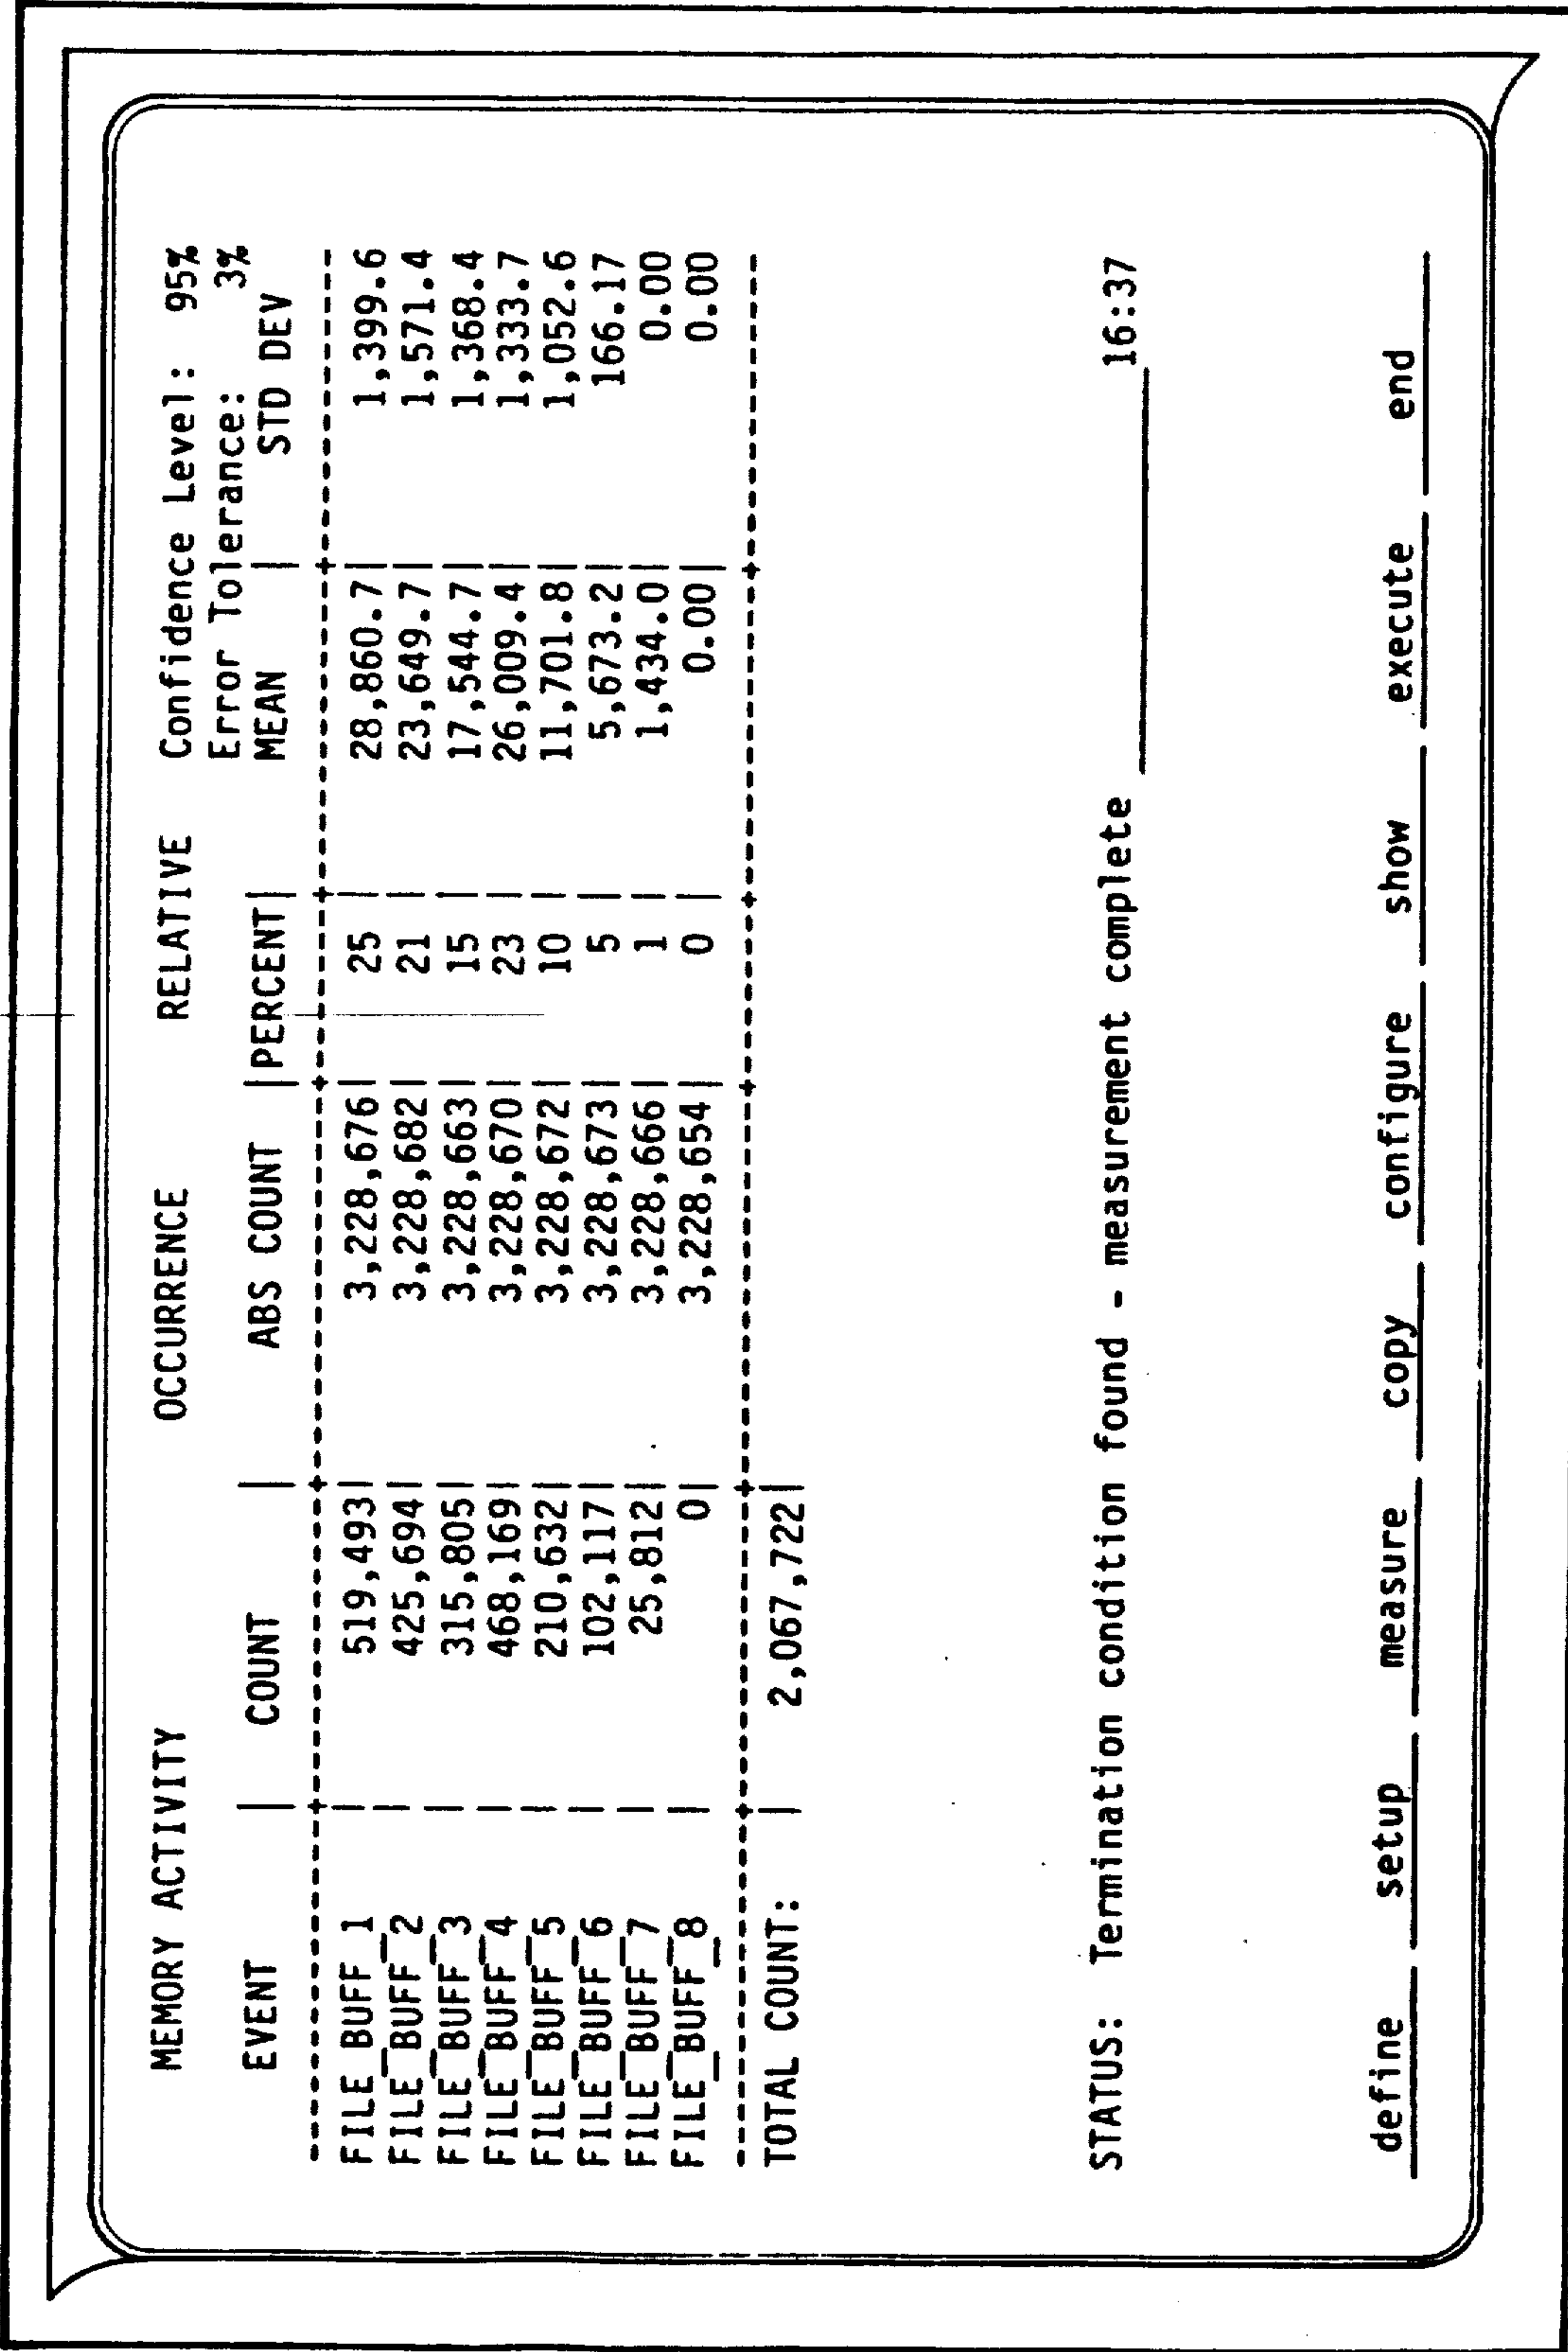 MEMORY ACTIVITY OCCURRENCE RELATIVE Confidence Level: 95%
Error Tolerance: 3%
EVENT | COUNT | ABS COUNT |PERCENT| MEAN | STD DEV
FILE_BUFF_1 | 519,493| 3,228,676| 25 | 28,860.7| 1,399.6
FILE_BUFF_2 | 425,694| 3,228,682| 21 | 23,649.7| 1,571.4
FILE_BUFF_3 | 315,805| 3,228,663| 15 | 17,544.7| 1,368.4
FILE_BUFF_4 | 468,169| 3,228,670| 23 | 26,009.4| 1,333.7
FILE_BUFF_5 | 210,632| 3,228,672| 10 | 11,701.8| 1,052.6
FILE_BUFF_6 | 102,117| 3,228,673| 5 | 5,673.2| 166.17
FILE_BUFF_7 | 25,812| 3,228,666| 1 | 1,434.0| 0.00
FILE_BUFF_8 | 0| 3,228,654| 0 | 0.00| 0.00
TOTAL COUNT: | 2,067,722|
STATUS: Termination condition found - measurement complete 16:37
define setup measure copy configure show execute end